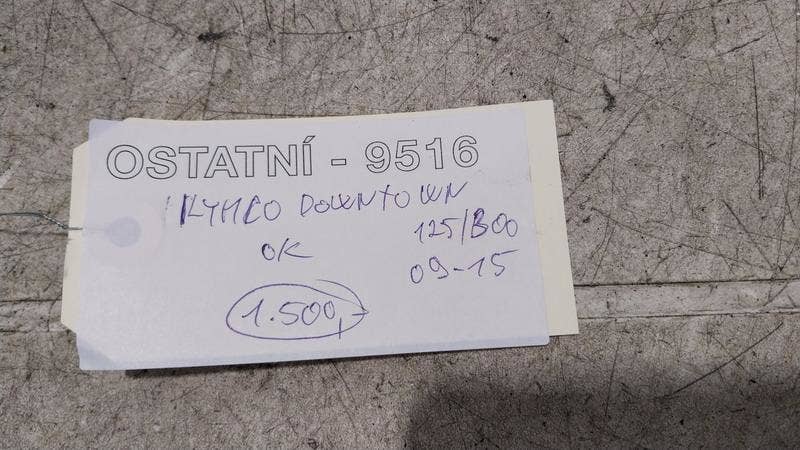 OSTATNÍ - 9516
KYMCO DOWNTOWN
125/300
OK
09-15
1.500,-